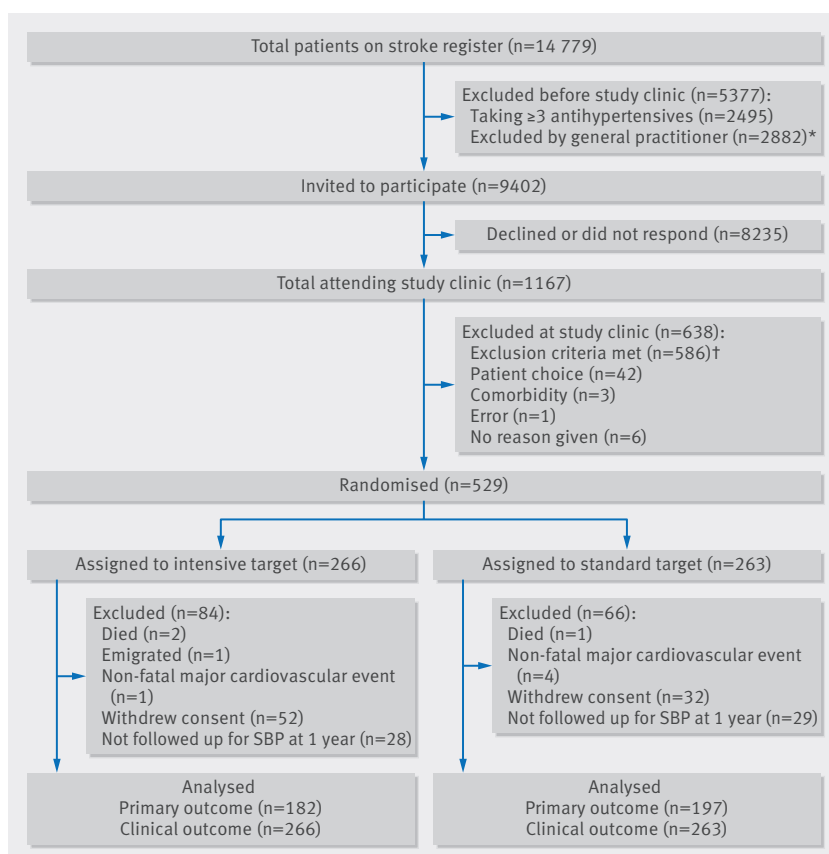 Total patients on stroke register (n=14 779)
Excluded before study clinic (n=5377):
Taking ≥3 antihypertensives (n=2495)
Excluded by general practitioner (n=2882)*
Invited to participate (n=9402)
Declined or did not respond (n=8235)
Total attending study clinic (n=1167)
Excluded at study clinic (n=638):
Exclusion criteria met (n=586)†
Patient choice (n=42)
Comorbidity (n=3)
Error (n=1)
No reason given (n=6)
Randomised (n=529)
Assigned to intensive target (n=266)
Excluded (n=84):
Died (n=2)
Emigrated (n=1)
Non-fatal major cardiovascular event
(n=1)
Withdrew consent (n=52)
Not followed up for SBP at 1 year (n=28)
Analysed
Primary outcome (n=182)
Clinical outcome (n=266)
Assigned to standard target (n=263)
Excluded (n=66):
Died (n=1)
Non-fatal major cardiovascular event
(n=4)
Withdrew consent (n=32)
Not followed up for SBP at 1 year (n=29)
Analysed
Primary outcome (n=197)
Clinical outcome (n=263)